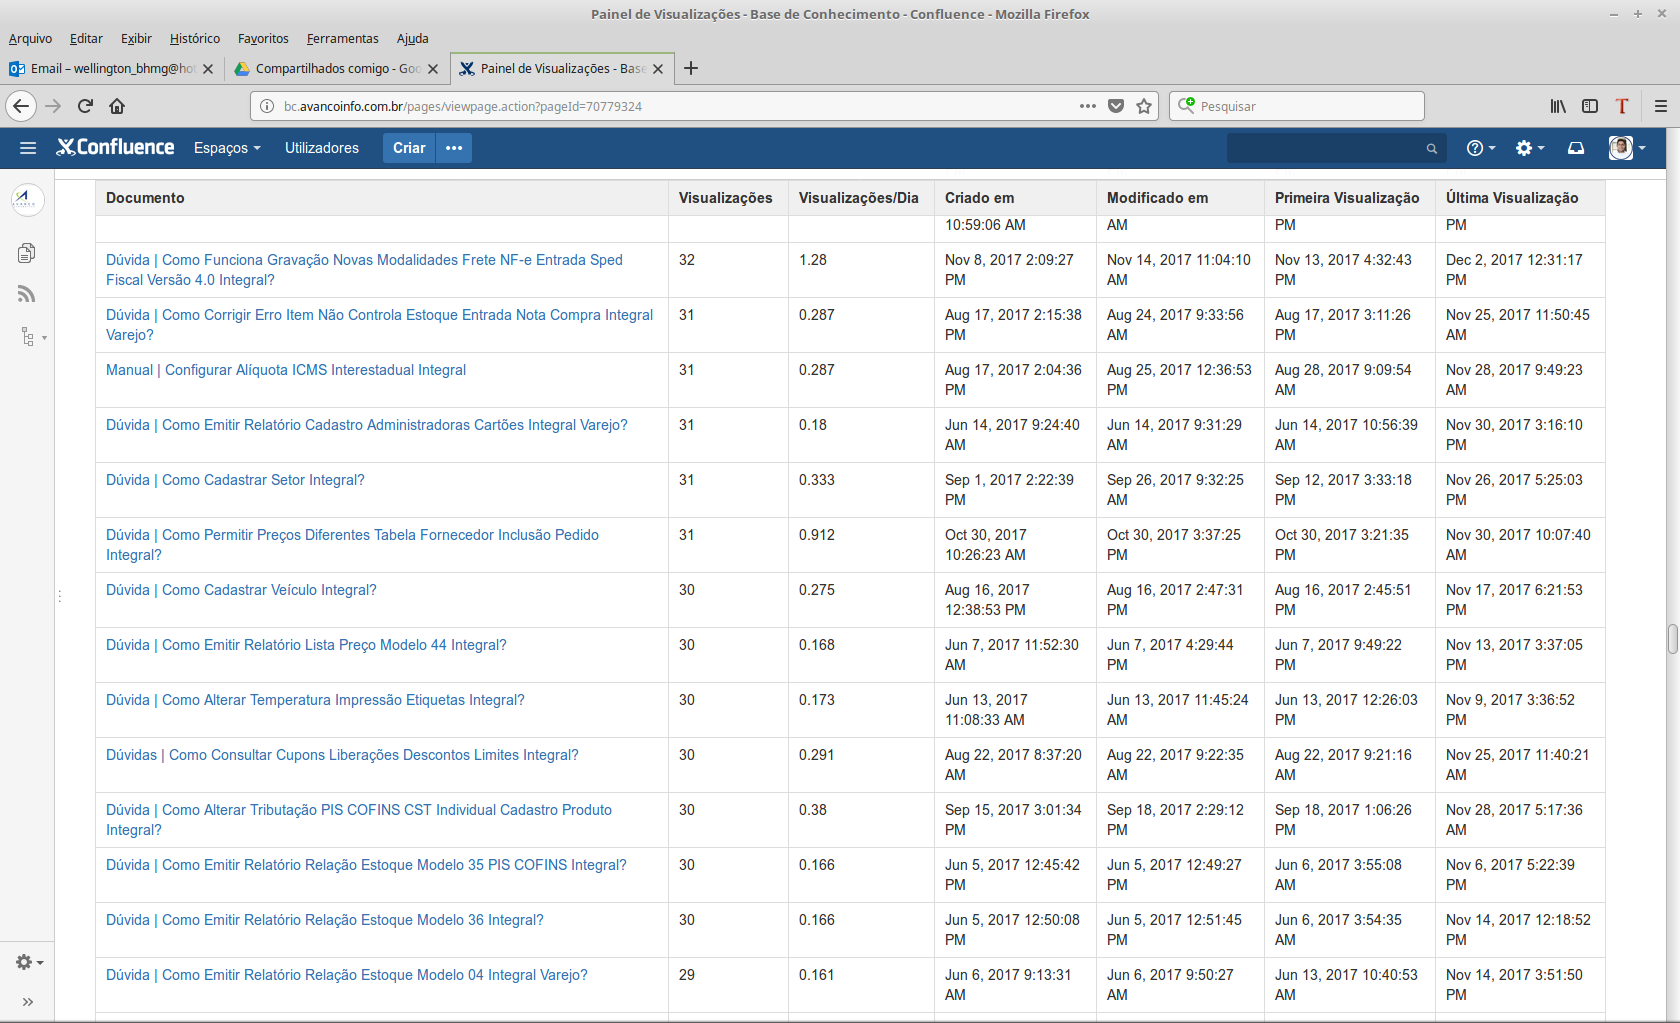 Painel de Visualizações - Base de Conhecimento - Confluence - Mozilla Firefox
Arquivo Editar Exibir Histórico Favoritos Ferramentas Ajuda
Email – wellington_bhmg@hot
Compartilhados comigo - Goo
Painel de Visualizações - Base
bc.avancoinfo.com.br/pages/viewpage.action?pageId=70779324
Pesquisar
Confluence Espaços Utilizadores Criar
Documento Visualizações Visualizações/Dia Criado em Modificado em Primeira Visualização Última Visualização
10:59:06 AM AM PM PM
Dúvida | Como Funciona Gravação Novas Modalidades Frete NF-e Entrada Sped 32 1.28 Nov 8, 2017 2:09:27 Nov 14, 2017 11:04:10 Nov 13, 2017 4:32:43 Dec 2, 2017 12:31:17
Fiscal Versão 4.0 Integral? PM AM PM PM
Dúvida | Como Corrigir Erro Item Não Controla Estoque Entrada Nota Compra Integral 31 0.287 Aug 17, 2017 2:15:38 Aug 24, 2017 9:33:56 Aug 17, 2017 3:11:26 Nov 25, 2017 11:50:45
Varejo? PM AM PM AM
Manual | Configurar Alíquota ICMS Interestadual Integral 31 0.287 Aug 17, 2017 2:04:36 Aug 25, 2017 12:36:53 Aug 28, 2017 9:09:54 Nov 28, 2017 9:49:23
PM PM AM AM
Dúvida | Como Emitir Relatório Cadastro Administradoras Cartões Integral Varejo? 31 0.18 Jun 14, 2017 9:24:40 Jun 14, 2017 9:31:29 Jun 14, 2017 10:56:39 Nov 30, 2017 3:16:10
AM AM AM PM
Dúvida | Como Cadastrar Setor Integral? 31 0.333 Sep 1, 2017 2:22:39 Sep 26, 2017 9:32:25 Sep 12, 2017 3:33:18 Nov 26, 2017 5:25:03
PM AM PM PM
Dúvida | Como Permitir Preços Diferentes Tabela Fornecedor Inclusão Pedido 31 0.912 Oct 30, 2017 Oct 30, 2017 3:37:25 Oct 30, 2017 3:21:35 Nov 30, 2017 10:07:40
Integral? 10:26:23 AM PM PM AM
Dúvida | Como Cadastrar Veículo Integral? 30 0.275 Aug 16, 2017 Aug 16, 2017 2:47:31 Aug 16, 2017 2:45:51 Nov 17, 2017 6:21:53
12:38:53 PM PM PM PM
Dúvida | Como Emitir Relatório Lista Preço Modelo 44 Integral? 30 0.168 Jun 7, 2017 11:52:30 Jun 7, 2017 4:29:44 Jun 7, 2017 9:49:22 Nov 13, 2017 3:37:05
AM PM PM PM
Dúvida | Como Alterar Temperatura Impressão Etiquetas Integral? 30 0.173 Jun 13, 2017 Jun 13, 2017 11:45:24 Jun 13, 2017 12:26:03 Nov 9, 2017 3:36:52
11:08:33 AM AM PM PM
Dúvidas | Como Consultar Cupons Liberações Descontos Limites Integral? 30 0.291 Aug 22, 2017 8:37:20 Aug 22, 2017 9:22:35 Aug 22, 2017 9:21:16 Nov 25, 2017 11:40:21
AM AM AM AM
Dúvida | Como Alterar Tributação PIS COFINS CST Individual Cadastro Produto 30 0.38 Sep 15, 2017 3:01:34 Sep 18, 2017 2:29:12 Sep 18, 2017 1:06:26 Nov 28, 2017 5:17:36
Integral? PM PM PM AM
Dúvida | Como Emitir Relatório Relação Estoque Modelo 35 PIS COFINS Integral? 30 0.166 Jun 5, 2017 12:45:42 Jun 5, 2017 12:49:27 Jun 6, 2017 3:55:08 Nov 6, 2017 5:22:39
PM PM AM PM
Dúvida | Como Emitir Relatório Relação Estoque Modelo 36 Integral? 30 0.166 Jun 5, 2017 12:50:08 Jun 5, 2017 12:51:45 Jun 6, 2017 3:54:35 Nov 14, 2017 12:18:52
PM PM AM PM
Dúvida | Como Emitir Relatório Relação Estoque Modelo 04 Integral Varejo? 29 0.161 Jun 6, 2017 9:13:31 Jun 6, 2017 9:50:27 Jun 13, 2017 10:40:53 Nov 14, 2017 3:51:50
AM AM AM PM